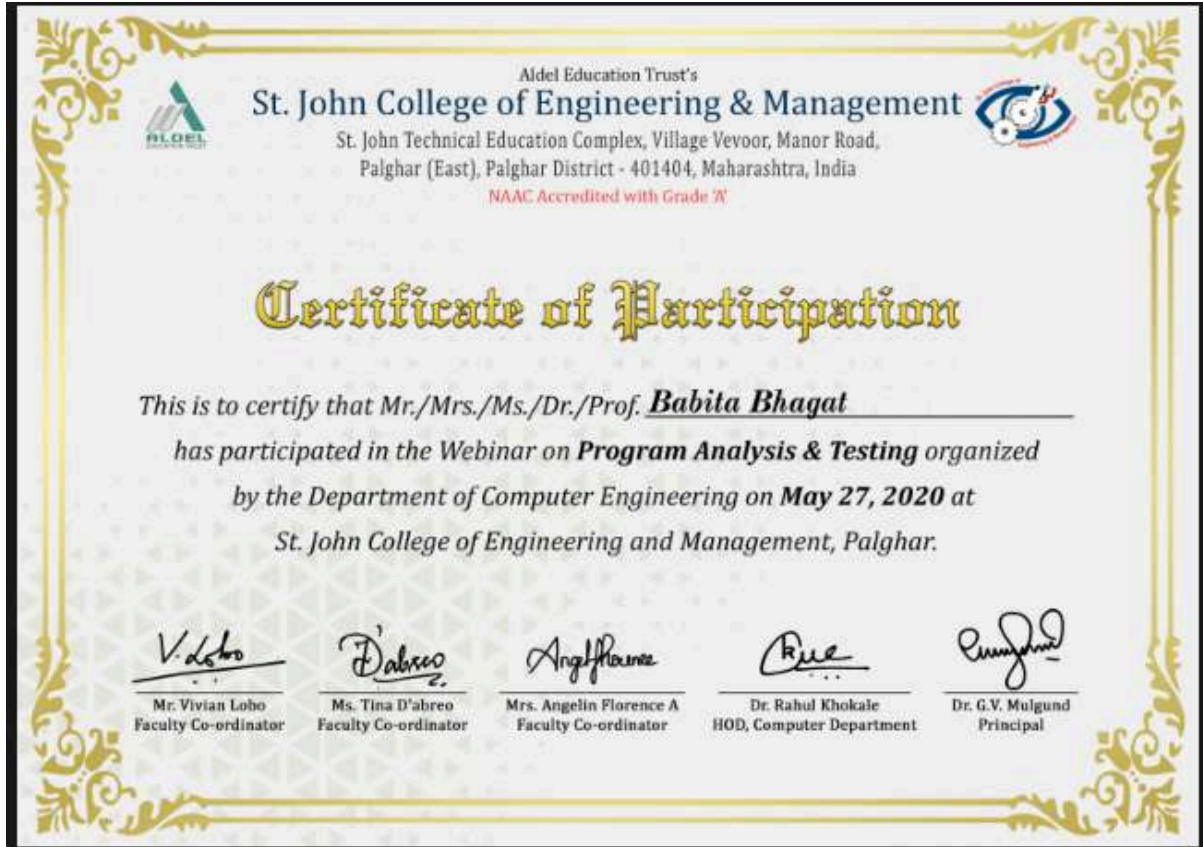 Aldel Education Trust's
St. John College of Engineering & Management
St. John Technical Education Complex, Village Vevoor, Manor Road,
Palghar (East), Palghar District - 401404, Maharashtra, India
NAAC Accredited with Grade 'A'
ALDEL
EDUCATION TRUST
Certificate of Participation
This is to certify that Mr./Mrs./Ms./Dr./Prof. Babita Bhagat
has participated in the Webinar on Program Analysis & Testing organized
by the Department of Computer Engineering on May 27, 2020 at
St. John College of Engineering and Management, Palghar.
V. Lobo D'abreo
Mr. Vivian Lobo Ms. Tina D'abreo Mrs. Angelin Florence A Dr. Rahul Khokale Dr. G.V. Mulgund
Faculty Co-ordinator Faculty Co-ordinator Faculty Co-ordinator HOD, Computer Department Principal